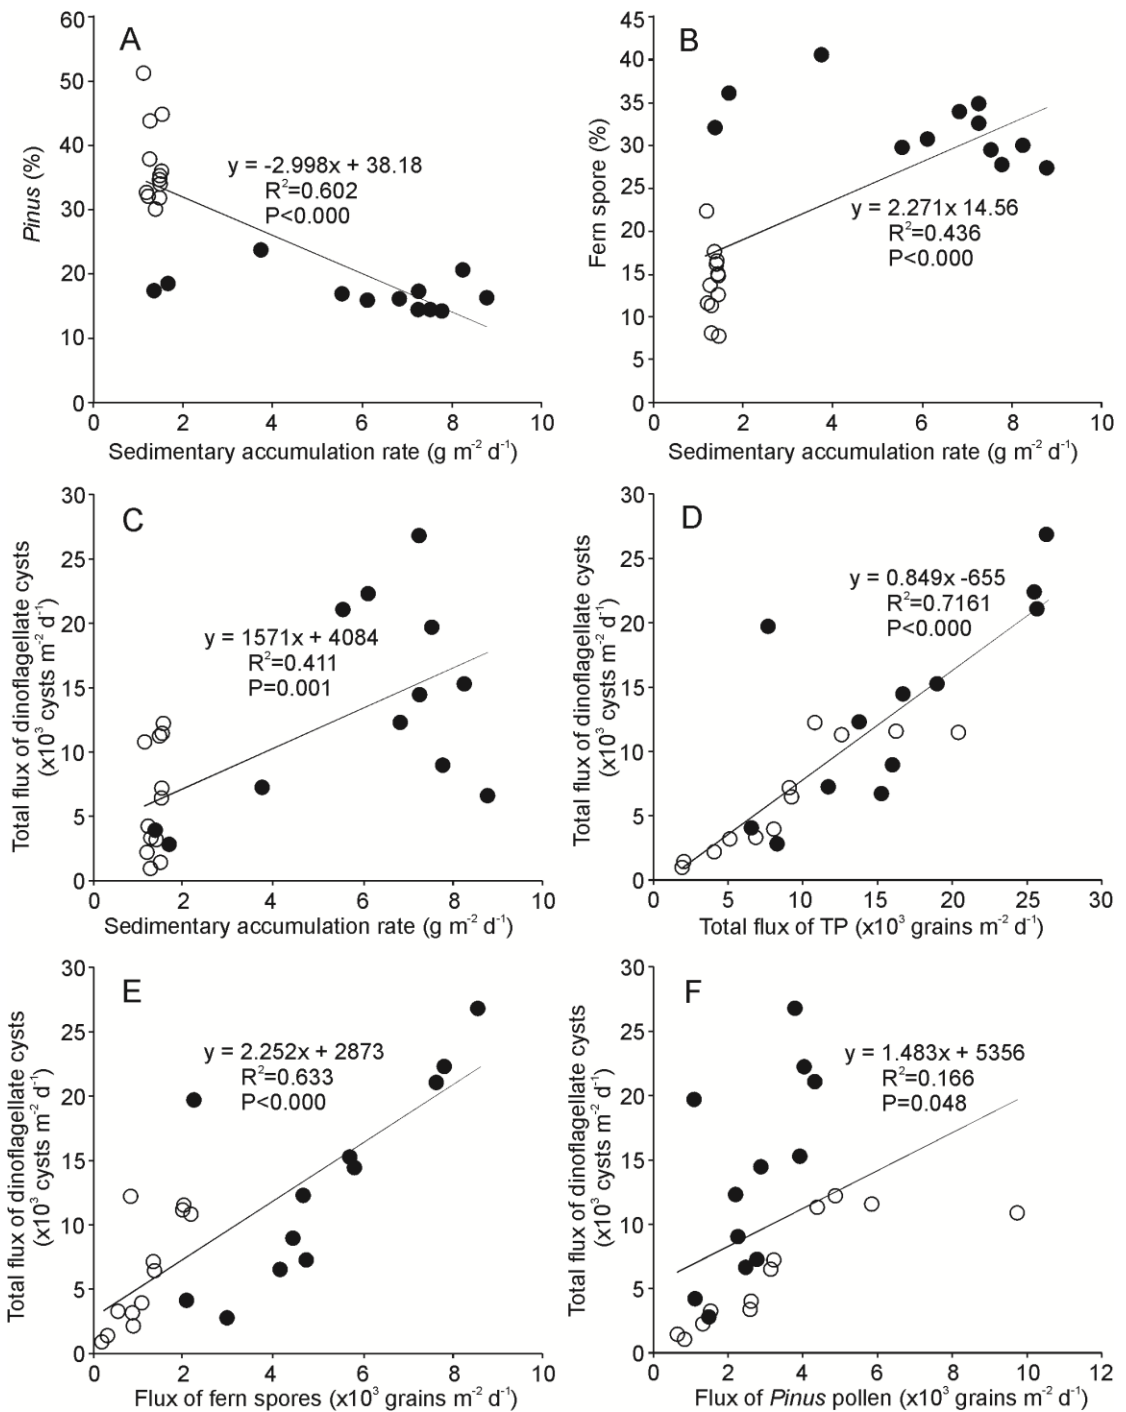 A
60
50
40
30
20
10
0
Pinus (%)
y = -2.998x + 38.18
R²=0.602
P<0.000
0 2 4 6 8 10
Sedimentary accumulation rate (g m⁻² d⁻¹)
B
45
40
35
30
25
20
15
10
5
0
Fern spore (%)
y = 2.271x 14.56
R²=0.436
P<0.000
0 2 4 6 8 10
Sedimentary accumulation rate (g m⁻² d⁻¹)
C
30
25
20
15
10
5
0
Total flux of dinoflagellate cysts
(x10³ cysts m⁻² d⁻¹)
y = 1571x + 4084
R²=0.411
P=0.001
0 2 4 6 8 10
Sedimentary accumulation rate (g m⁻² d⁻¹)
D
30
25
20
15
10
5
0
Total flux of dinoflagellate cysts
(x10³ cysts m⁻² d⁻¹)
y = 0.849x -655
R²=0.7161
P<0.000
0 5 10 15 20 25 30
Total flux of TP (x10³ grains m⁻² d⁻¹)
E
30
25
20
15
10
5
0
Total flux of dinoflagellate cysts
(x10³ cysts m⁻² d⁻¹)
y = 2.252x + 2873
R²=0.633
P<0.000
0 2 4 6 8 10
Flux of fern spores (x10³ grains m⁻² d⁻¹)
F
30
25
20
15
10
5
0
Total flux of dinoflagellate cysts
(x10³ cysts m⁻² d⁻¹)
y = 1.483x + 5356
R²=0.166
P=0.048
0 2 4 6 8 10 12
Flux of Pinus pollen (x10³ grains m⁻² d⁻¹)